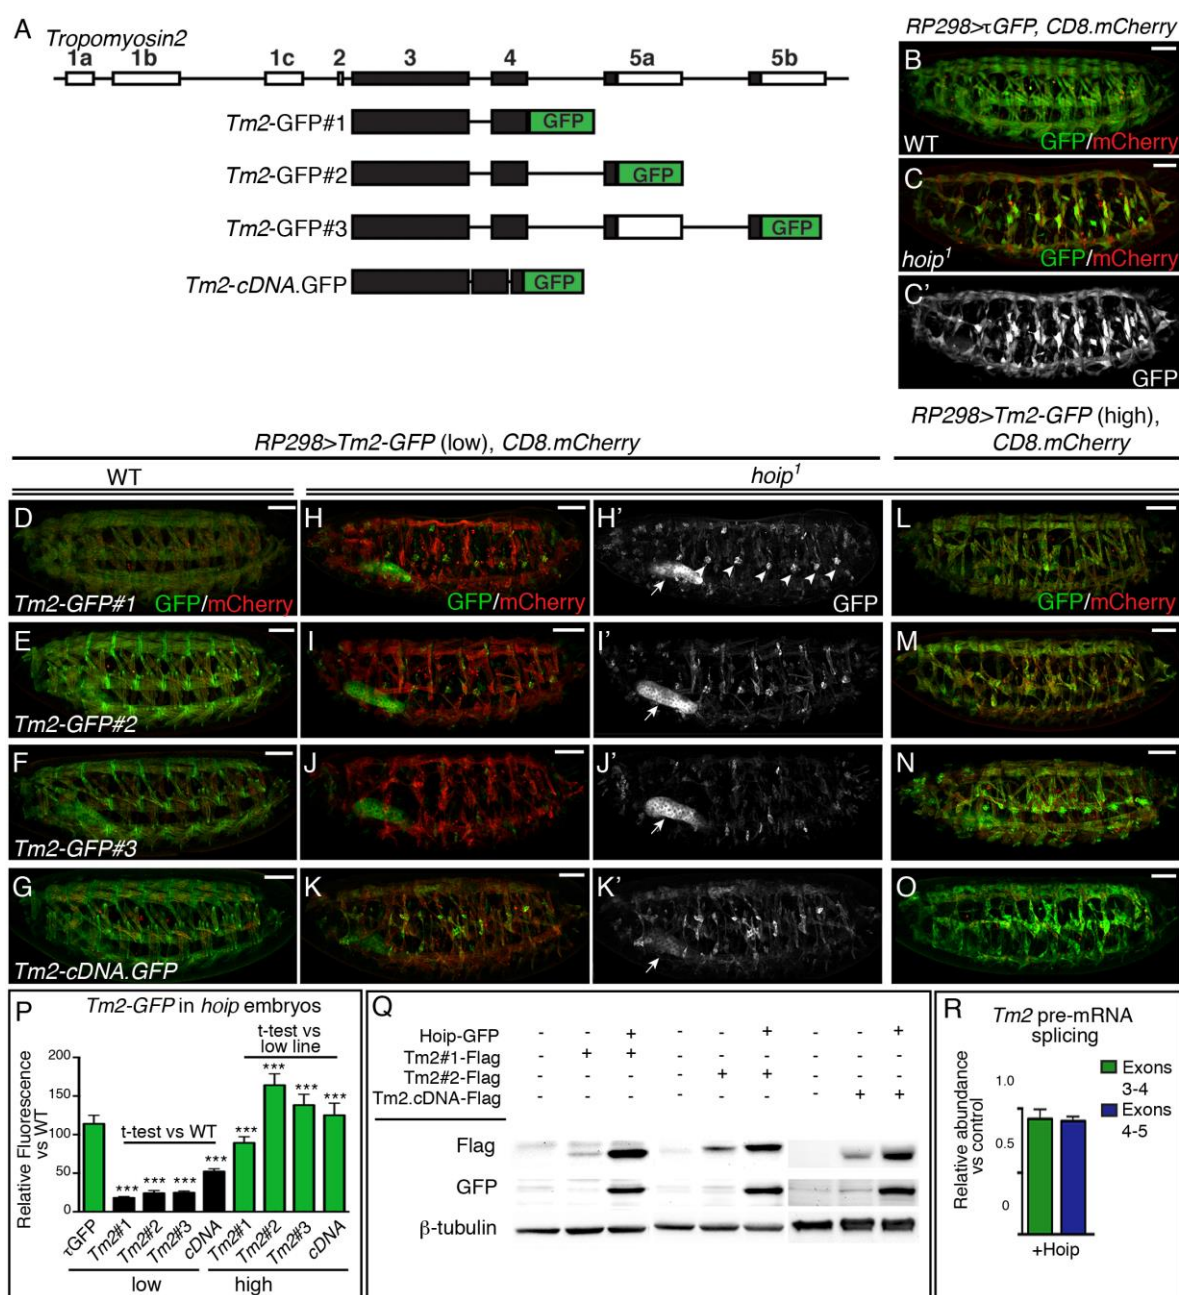 A
Tropomyosin2
1a 1b 1c 2 3 4 5a 5b
Tm2-GFP#1 GFP
Tm2-GFP#2 GFP
Tm2-GFP#3 GFP
Tm2-cDNA.GFP GFP
RP298>τGFP, CD8.mCherry
B
WT GFP/mCherry
C
hoip¹ GFP/mCherry
C'
GFP
RP298>Tm2-GFP (low), CD8.mCherry
RP298>Tm2-GFP (high),
CD8.mCherry
WT hoip¹
D H H' L
Tm2-GFP#1 GFP/mCherry GFP/mCherry GFP GFP/mCherry
E I I' M
Tm2-GFP#2
F J J' N
Tm2-GFP#3
G K K' O
Tm2-cDNA.GFP
P
Tm2-GFP in hoip embryos
t-test vs
low line
t-test vs WT
Relative Fluorescence
vs WT
200
150
100
50
0
*** *** *** *** *** *** *** ***
τGFP Tm2#1 Tm2#2 Tm2#3 cDNA Tm2#1 Tm2#2 Tm2#3 cDNA
low high
Q
Hoip-GFP - - + - - + - - +
Tm2#1-Flag - + + - - - - - -
Tm2#2-Flag - - - - + + - - -
Tm2.cDNA-Flag - - - - - - - + +
Flag
GFP
β-tubulin
R
Tm2 pre-mRNA
splicing
Relative abundance
vs control
1.0
0
Exons
3-4
Exons
4-5
+Hoip